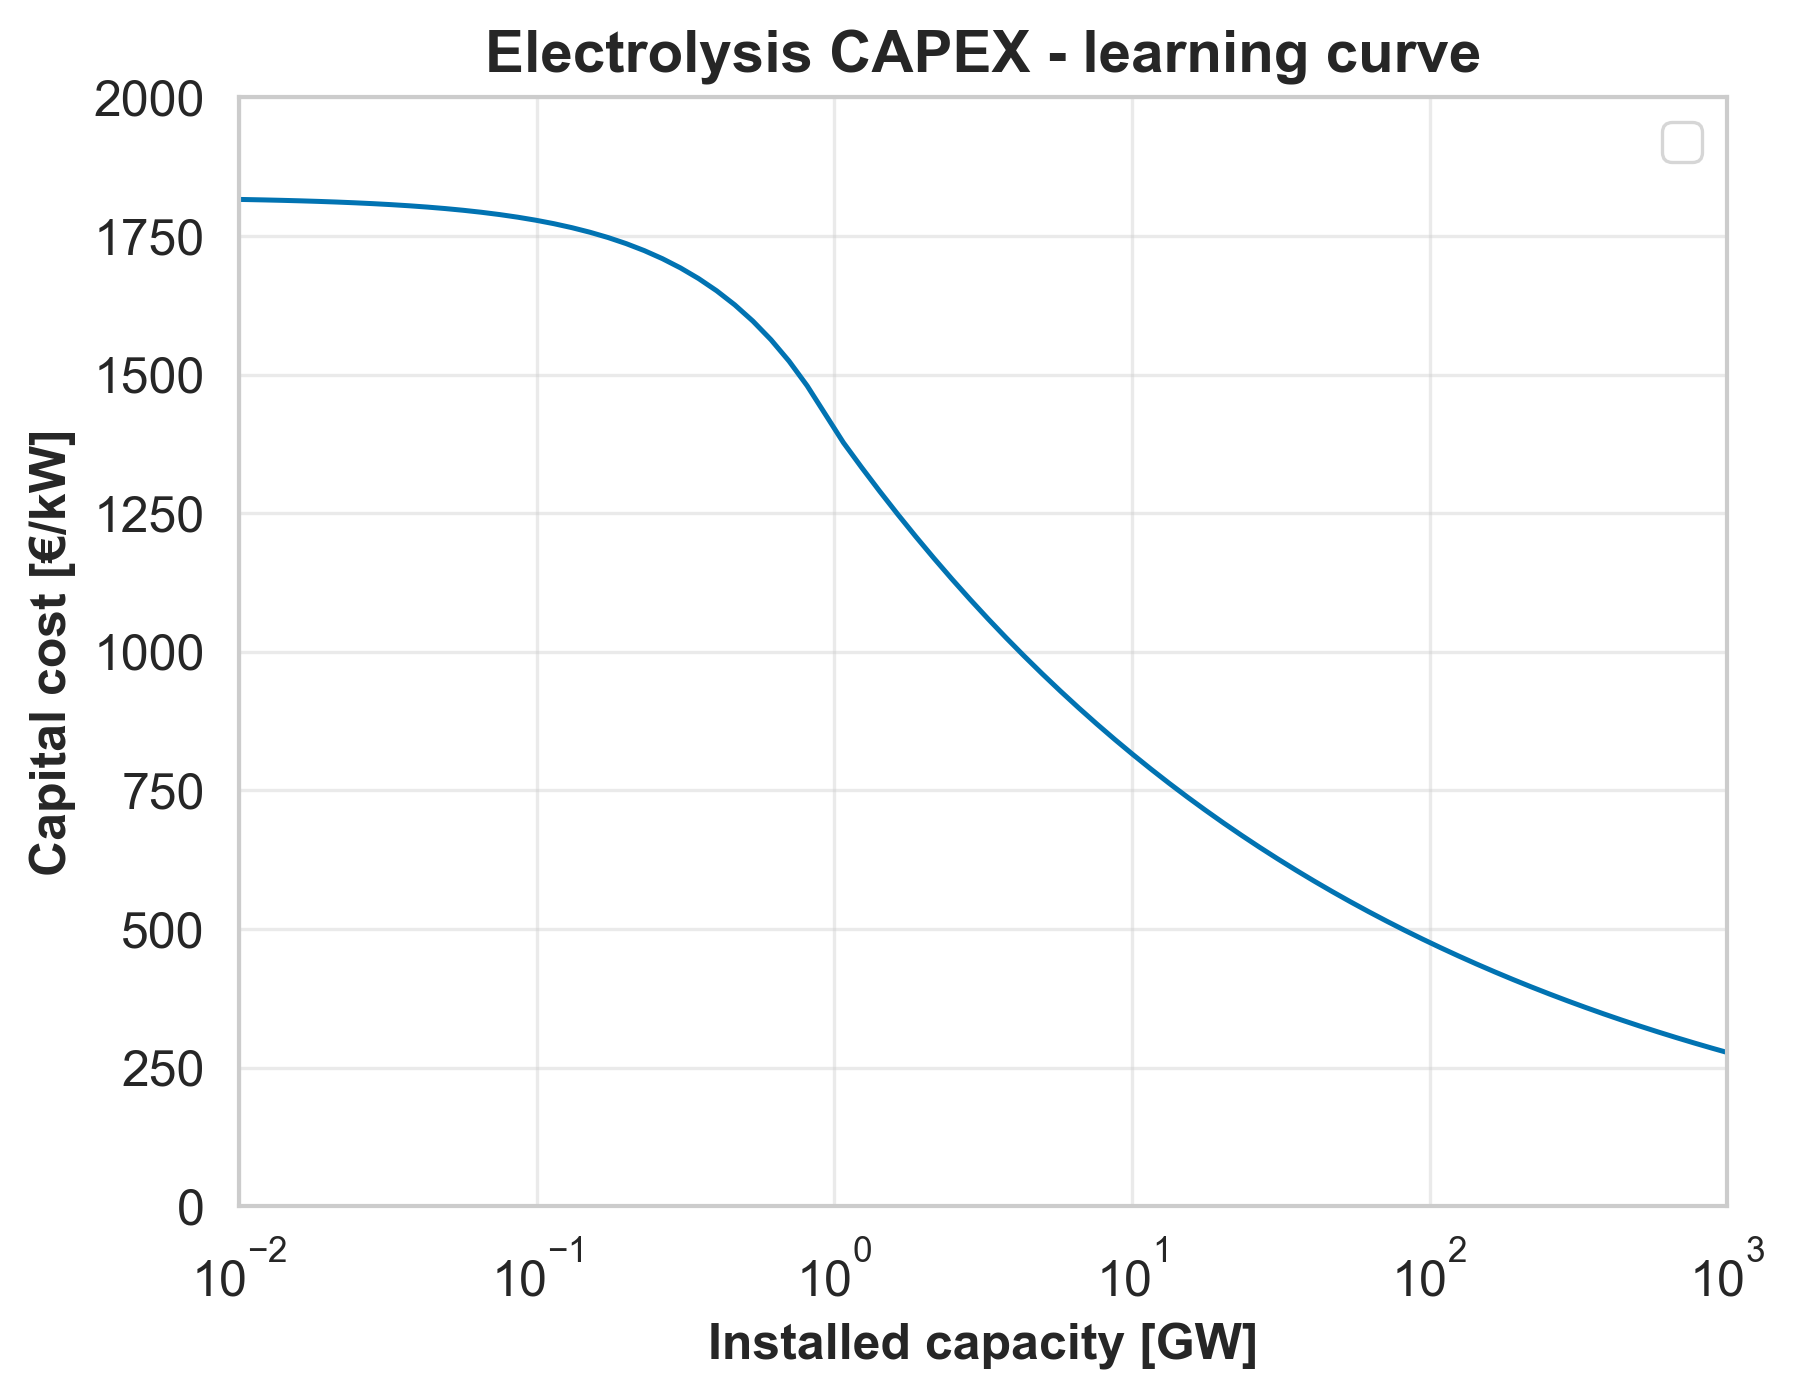 Electrolysis CAPEX - learning curve
2000
1750
1500
1250
1000
750
500
250
0
Capital cost [€/kW]
10⁻² 10⁻¹ 10⁰ 10¹ 10² 10³
Installed capacity [GW]